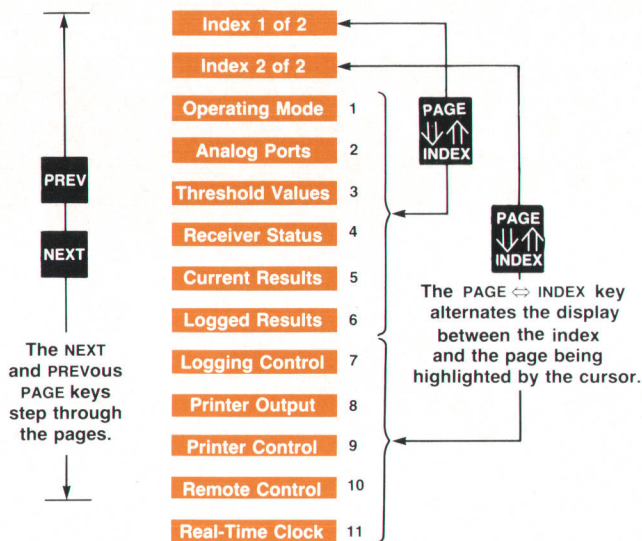 Index 1 of 2
Index 2 of 2
Operating Mode 1
Analog Ports 2
Threshold Values 3
Receiver Status 4
Current Results 5
Logged Results 6
Logging Control 7
Printer Output 8
Printer Control 9
Remote Control 10
Real-Time Clock 11
PREV
NEXT
The NEXT
and PREVous
PAGE keys
step through
the pages.
PAGE
⇓⇑
INDEX
PAGE
⇓⇑
INDEX
The PAGE ⇔ INDEX key
alternates the display
between the index
and the page being
highlighted by the cursor.